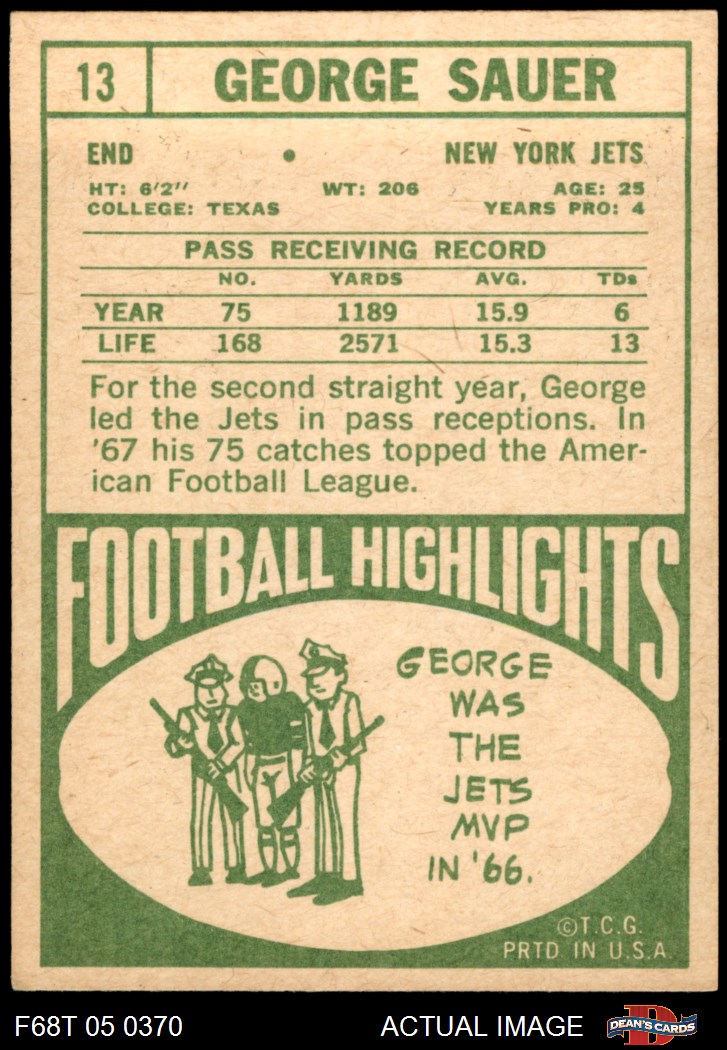 13 GEORGE SAUER
END • NEW YORK JETS
HT: 6'2" WT: 206 AGE: 25
COLLEGE: TEXAS YEARS PRO: 4
PASS RECEIVING RECORD
NO. YARDS AVG. TDs
YEAR 75 1189 15.9 6
LIFE 168 2571 15.3 13
For the second straight year, George
led the Jets in pass receptions. In
'67 his 75 catches topped the Amer-
ican Football League.
FOOTBALL HIGHLIGHTS
GEORGE
WAS
THE
JETS
MVP
IN '66.
©T.C.G.
PRTD. IN U.S.A.
F68T 05 0370 ACTUAL IMAGE DEAN'S CARDS